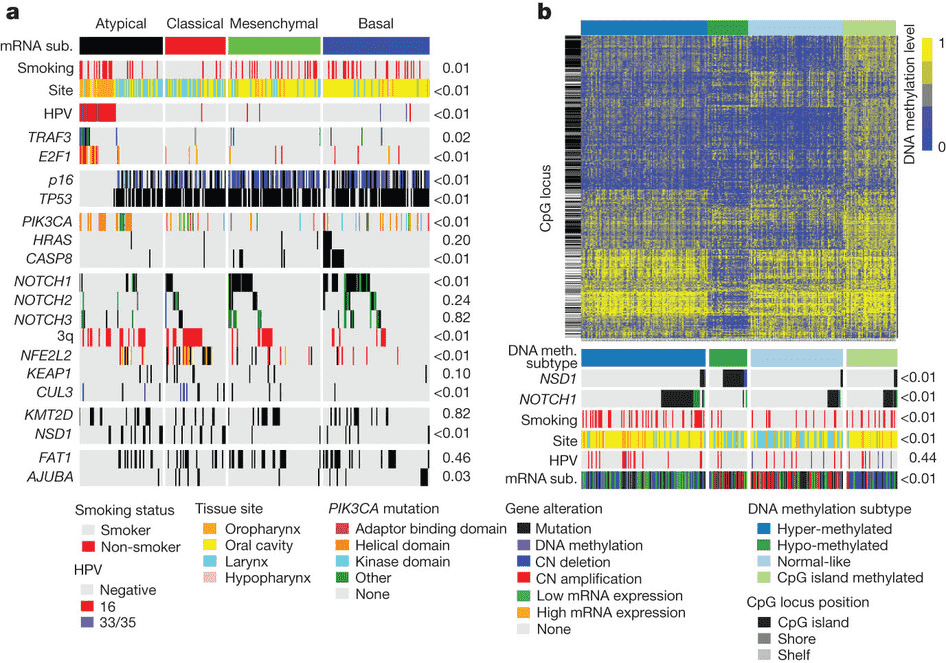 a
Atypical Classical Mesenchymal Basal
mRNA sub.
Smoking 0.01
Site <0.01
HPV <0.01
TRAF3 0.02
E2F1 <0.01
p16 <0.01
TP53 <0.01
PIK3CA <0.01
HRAS 0.20
CASP8 <0.01
NOTCH1 <0.01
NOTCH2 0.24
NOTCH3 0.82
3q <0.01
NFE2L2 <0.01
KEAP1 0.10
CUL3 <0.01
KMT2D 0.82
NSD1 <0.01
FAT1 0.46
AJUBA 0.03
Smoking status
Smoker
Non-smoker
HPV
Negative
16
33/35
Tissue site
Oropharynx
Oral cavity
Larynx
Hypopharynx
PIK3CA mutation
Adaptor binding domain
Helical domain
Kinase domain
Other
None
Gene alteration
Mutation
DNA methylation
CN deletion
CN amplification
Low mRNA expression
High mRNA expression
None
b
CpG locus
DNA methylation level
1
0
DNA meth.
subtype
NSD1 <0.01
NOTCH1 <0.01
Smoking <0.01
Site <0.01
HPV 0.44
mRNA sub. <0.01
DNA methylation subtype
Hyper-methylated
Hypo-methylated
Normal-like
CpG island methylated
CpG locus position
CpG island
Shore
Shelf